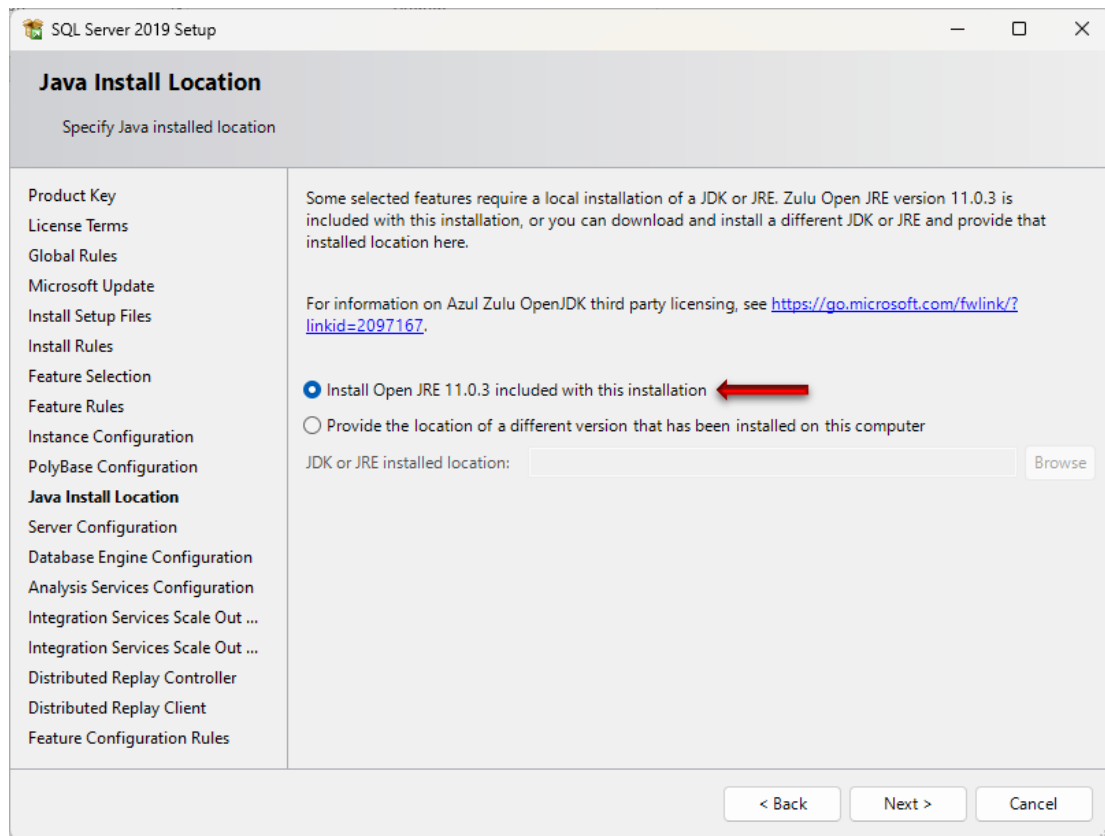 SQL Server 2019 Setup
Java Install Location
Specify Java installed location
Product Key
License Terms
Global Rules
Microsoft Update
Install Setup Files
Install Rules
Feature Selection
Feature Rules
Instance Configuration
PolyBase Configuration
Java Install Location
Server Configuration
Database Engine Configuration
Analysis Services Configuration
Integration Services Scale Out ...
Integration Services Scale Out ...
Distributed Replay Controller
Distributed Replay Client
Feature Configuration Rules
Some selected features require a local installation of a JDK or JRE. Zulu Open JRE version 11.0.3 is
included with this installation, or you can download and install a different JDK or JRE and provide that
installed location here.
For information on Azul Zulu OpenJDK third party licensing, see https://go.microsoft.com/fwlink/?
linkid=2097167.
Install Open JRE 11.0.3 included with this installation
Provide the location of a different version that has been installed on this computer
JDK or JRE installed location:
Browse
< Back
Next >
Cancel